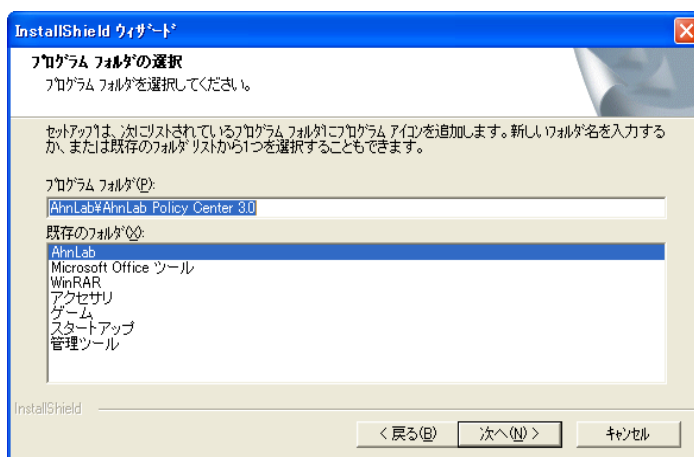 InstallShield ウィザード
プログラム フォルダの選択
プログラム フォルダを選択してください。
セットアップは、次にリストされているプログラム フォルダにプログラム アイコンを追加します。新しいフォルダ名を入力する
か、または既存のフォルダ リストから1つを選択することもできます。
プログラム フォルダ(P):
AhnLab¥AhnLab Policy Center 3.0
既存のフォルダ(X):
AhnLab
Microsoft Office ツール
WinRAR
アクセサリ
ゲーム
スタートアップ
管理ツール
InstallShield
< 戻る(B)
次へ(N) >
キャンセル